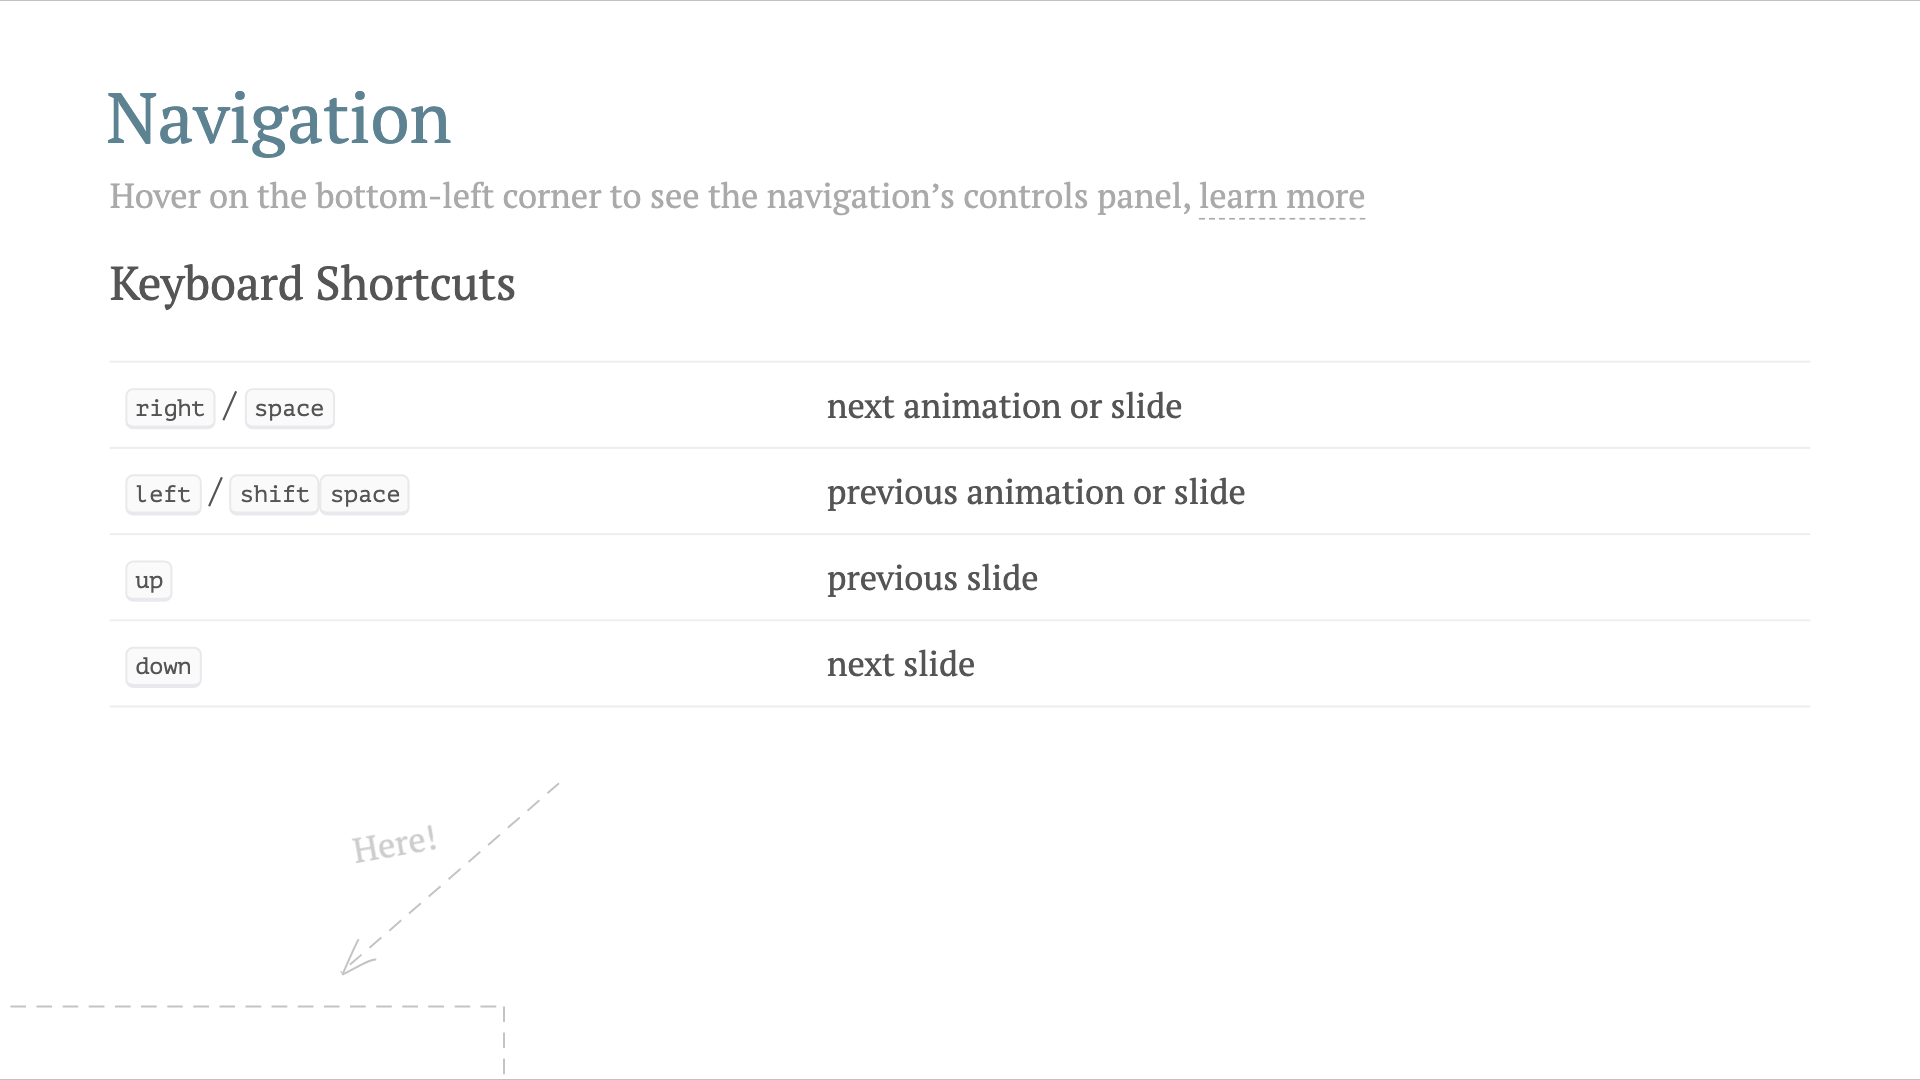 Navigation
Hover on the bottom-left corner to see the navigation’s controls panel, learn more
Keyboard Shortcuts
right / space next animation or slide
left / shift space previous animation or slide
up previous slide
down next slide
Here!